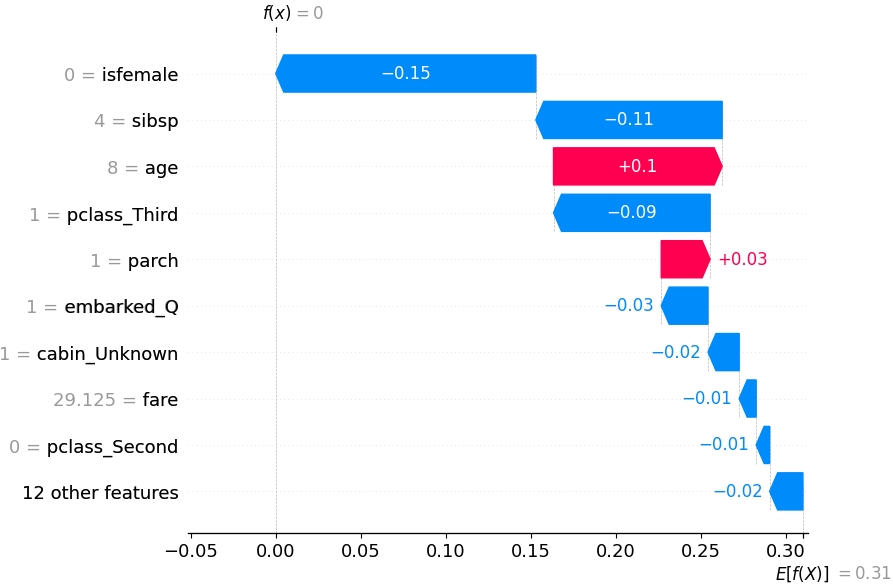 f(x) = 0
0 = isfemale
−0.15
4 = sibsp
−0.11
8 = age
+0.1
1 = pclass_Third
−0.09
1 = parch
+0.03
1 = embarked_Q
−0.03
1 = cabin_Unknown
−0.02
29.125 = fare
−0.01
0 = pclass_Second
−0.01
12 other features
−0.02
−0.05 0.00 0.05 0.10 0.15 0.20 0.25 0.30
E[f(X)] = 0.31